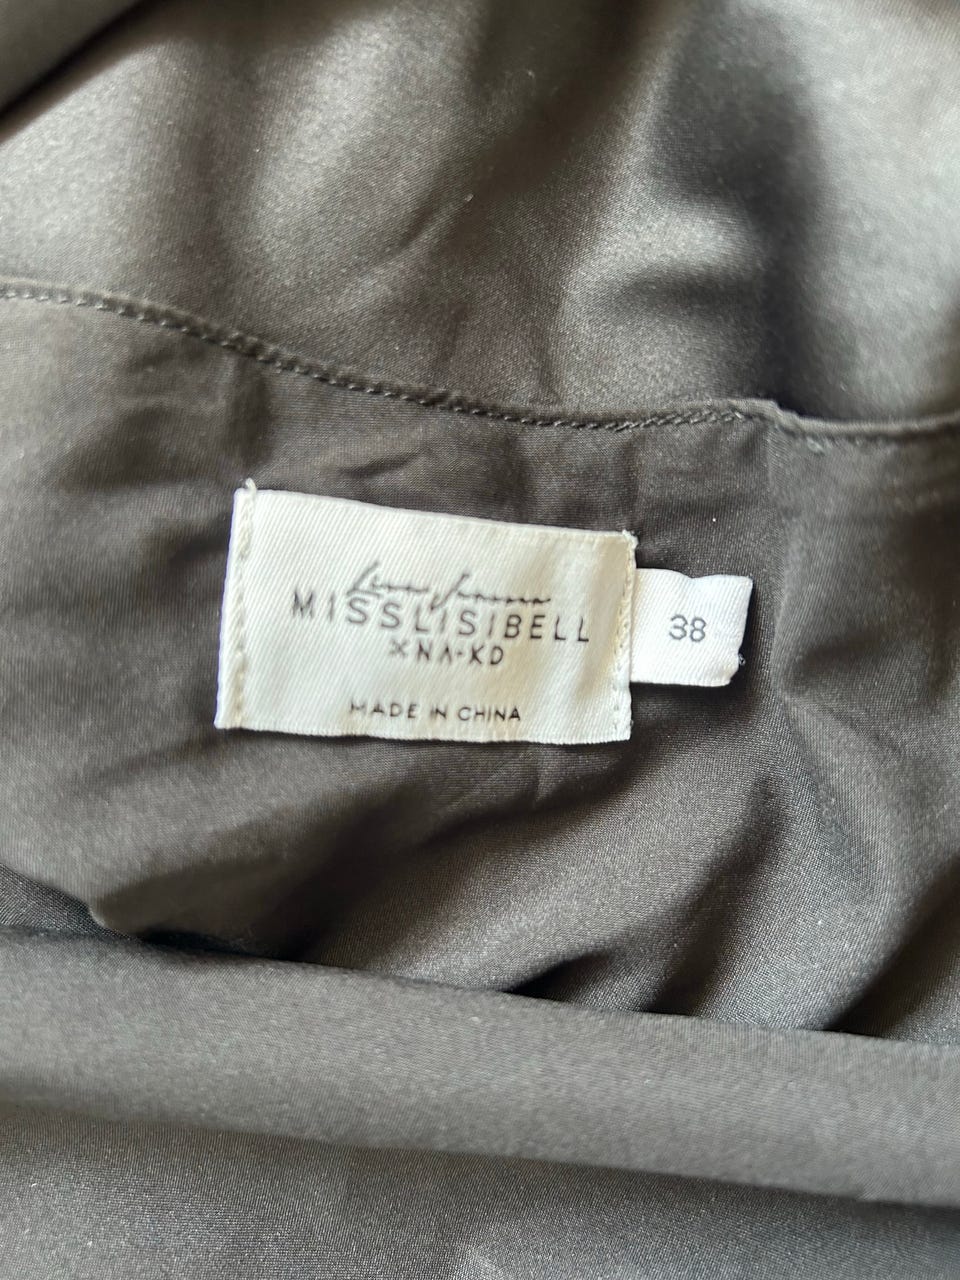 MISSLISIBELL
×NA-KD
MADE IN CHINA
38